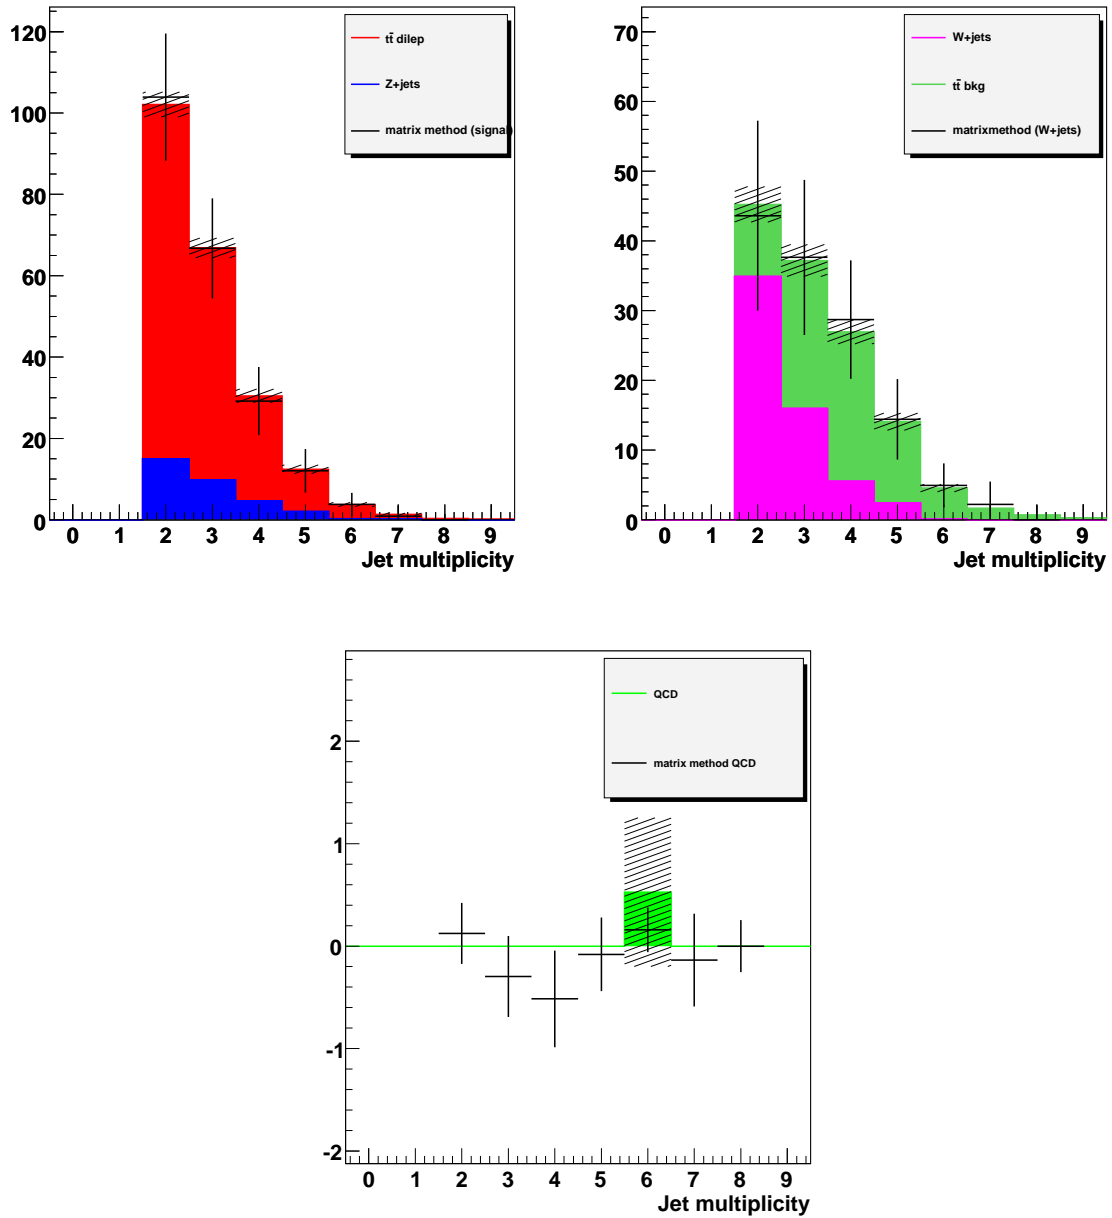 120
100
80
60
40
20
0
tt̄ dilep
Z+jets
matrix method (signal)
0 1 2 3 4 5 6 7 8 9
Jet multiplicity
70
60
50
40
30
20
10
0
W+jets
tt̄ bkg
matrixmethod (W+jets)
0 1 2 3 4 5 6 7 8 9
Jet multiplicity
2
1
0
-1
-2
QCD
matrix method QCD
0 1 2 3 4 5 6 7 8 9
Jet multiplicity